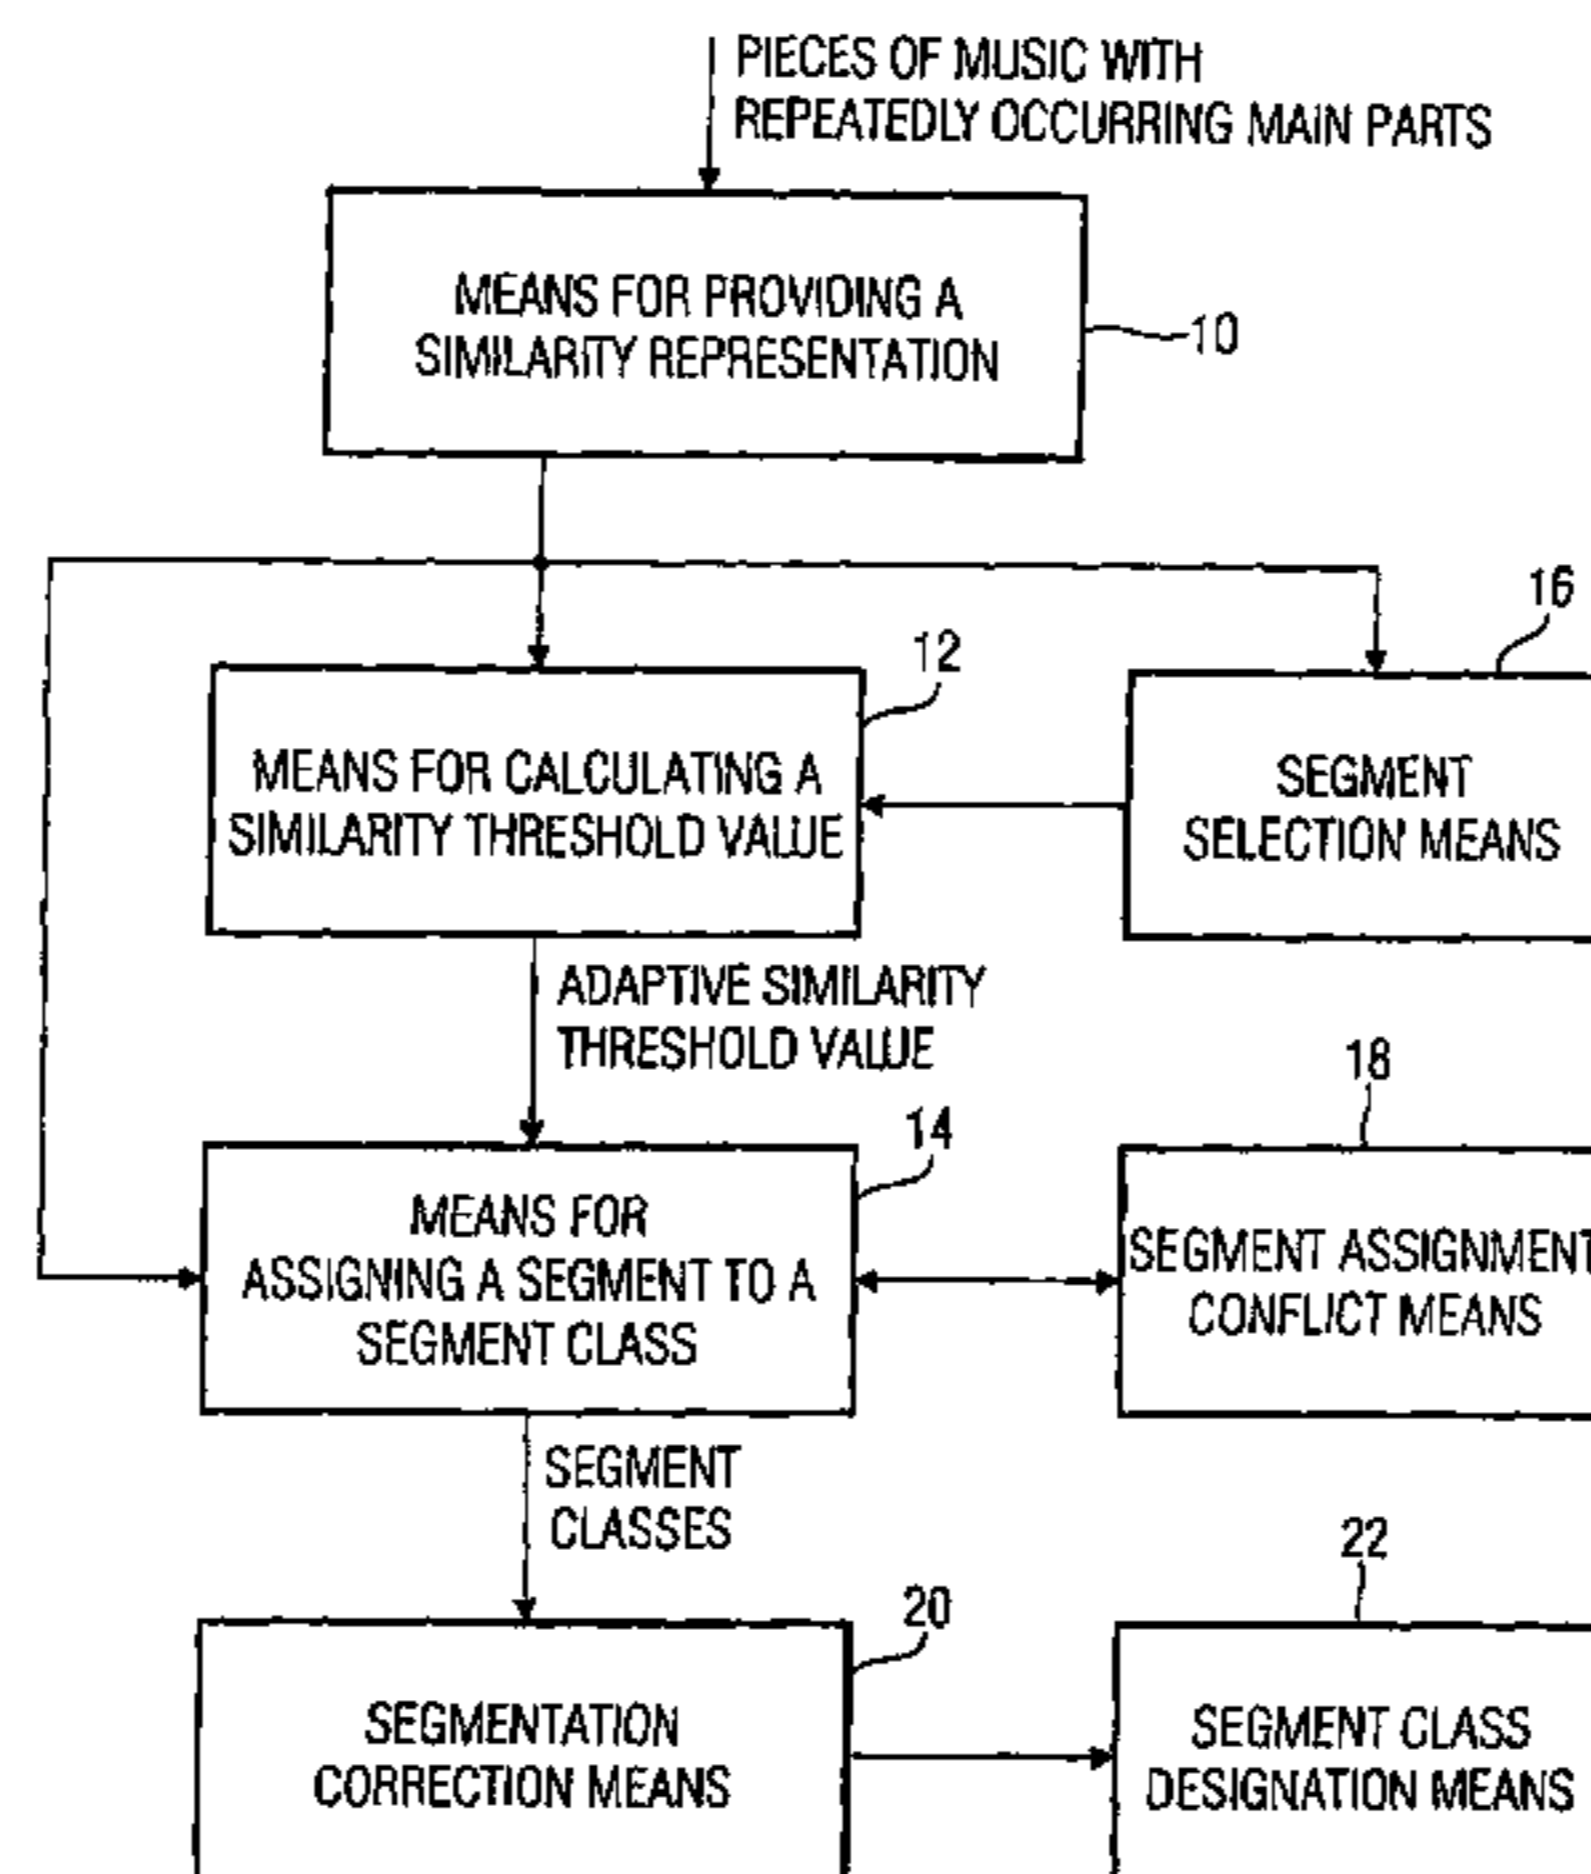 PIECES OF MUSIC WITH
REPEATEDLY OCCURRING MAIN PARTS
MEANS FOR PROVIDING A
SIMILARITY REPRESENTATION
10
16
12
MEANS FOR CALCULATING A
SIMILARITY THRESHOLD VALUE
SEGMENT
SELECTION MEANS
ADAPTIVE SIMILARITY
THRESHOLD VALUE
18
14
MEANS FOR
ASSIGNING A SEGMENT TO A
SEGMENT CLASS
SEGMENT ASSIGNMENT
CONFLICT MEANS
SEGMENT
CLASSES
22
20
SEGMENTATION
CORRECTION MEANS
SEGMENT CLASS
DESIGNATION MEANS